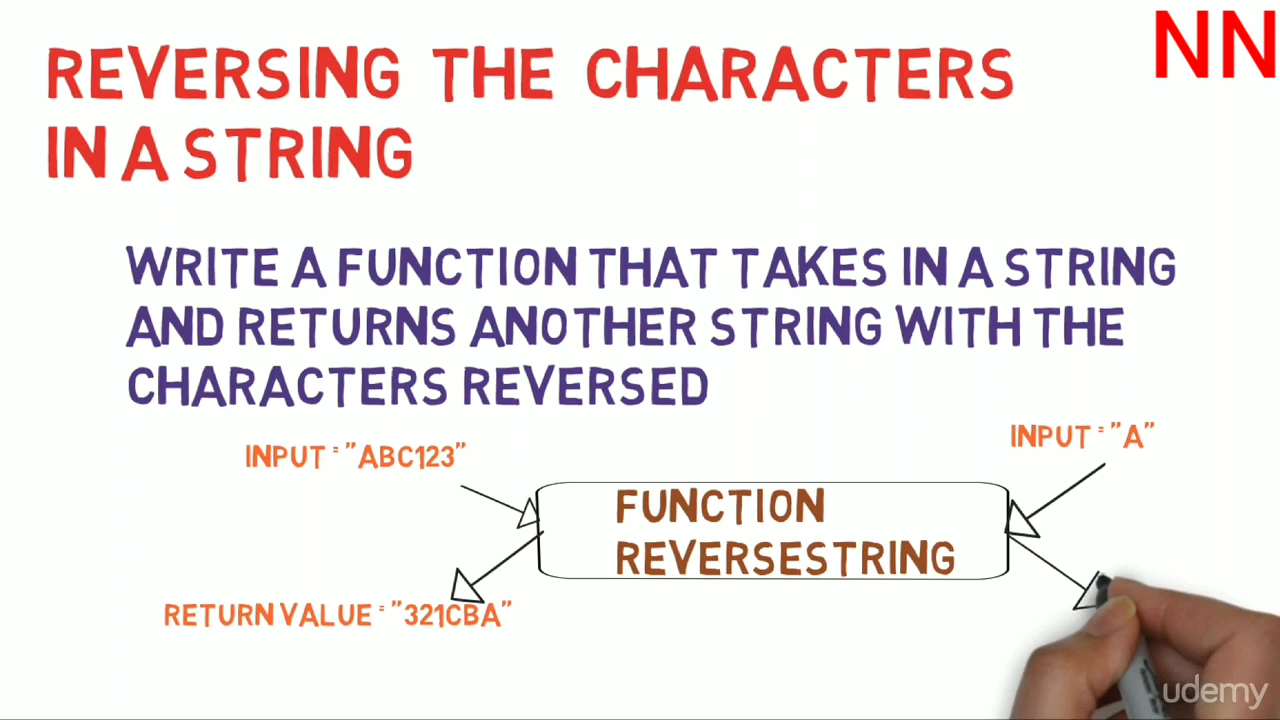 NN
REVERSING THE CHARACTERS
IN A STRING
WRITE A FUNCTION THAT TAKES IN A STRING
AND RETURNS ANOTHER STRING WITH THE
CHARACTERS REVERSED
INPUT = "A"
INPUT = "ABC123"
FUNCTION
REVERSESTRING
RETURN VALUE = "321CBA"
udemy